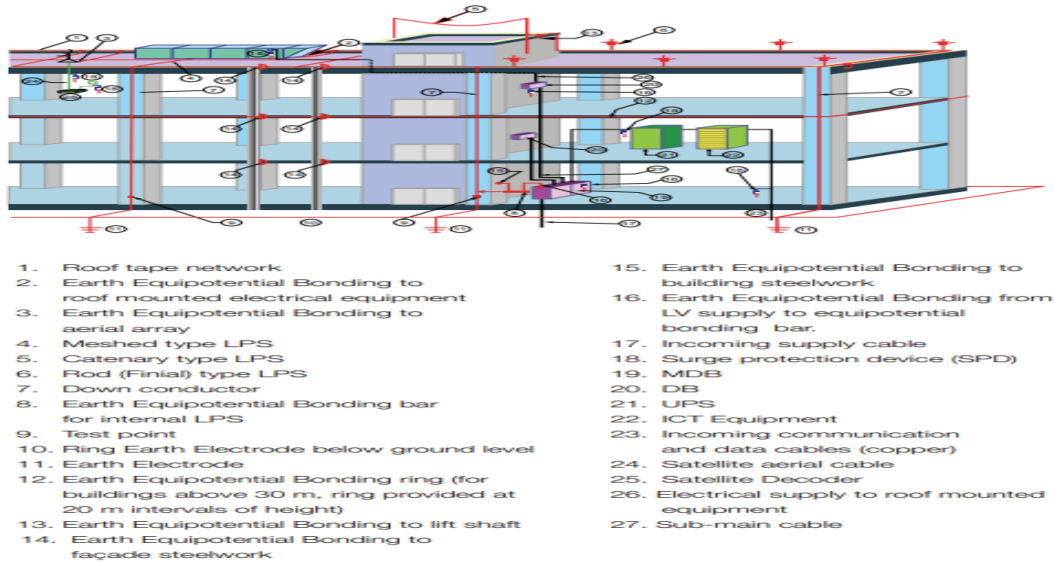 1. Roof tape network
2. Earth Equipotential Bonding to
roof mounted electrical equipment
3. Earth Equipotential Bonding to
aerial array
4. Meshed type LPS
5. Catenary type LPS
6. Rod (Finial) type LPS
7. Down conductor
8. Earth Equipotential Bonding bar
for internal LPS
9. Test point
10. Ring Earth Electrode below ground level
11. Earth Electrode
12. Earth Equipotential Bonding ring (for
buildings above 30 m, ring provided at
20 m intervals of height)
13. Earth Equipotential Bonding to lift shaft
14. Earth Equipotential Bonding to
façade steelwork
15. Earth Equipotential Bonding to
building steelwork
16. Earth Equipotential Bonding from
LV supply to equipotential
bonding bar.
17. Incoming supply cable
18. Surge protection device (SPD)
19. MDB
20. DB
21. UPS
22. ICT Equipment
23. Incoming communication
and data cables (copper)
24. Satellite aerial cable
25. Satellite Decoder
26. Electrical supply to roof mounted
equipment
27. Sub-main cable